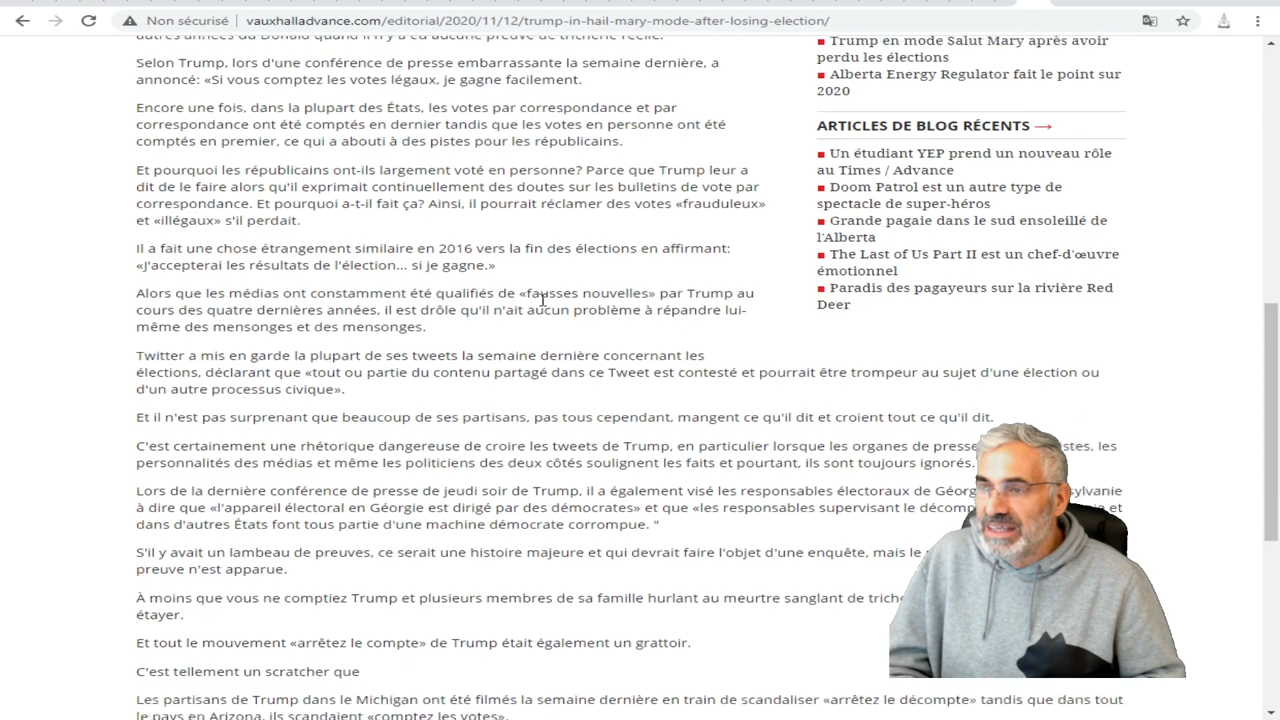 Non sécurisé | vauxhalladvance.com/editorial/2020/11/12/trump-in-hail-mary-mode-after-losing-election/
autres années du Donald quand il n'y a eu aucune preuve de tricherie réelle.
Selon Trump, lors d'une conférence de presse embarrassante la semaine dernière, a
annoncé: «Si vous comptez les votes légaux, je gagne facilement.
Encore une fois, dans la plupart des États, les votes par correspondance et par
correspondance ont été comptés en dernier tandis que les votes en personne ont été
comptés en premier, ce qui a abouti à des pistes pour les républicains.
Et pourquoi les républicains ont-ils largement voté en personne? Parce que Trump leur a
dit de le faire alors qu'il exprimait continuellement des doutes sur les bulletins de vote par
correspondance. Et pourquoi a-t-il fait ça? Ainsi, il pourrait réclamer des votes «frauduleux»
et «illégaux» s'il perdait.
Il a fait une chose étrangement similaire en 2016 vers la fin des élections en affirmant:
«J'accepterai les résultats de l'élection... si je gagne.»
Alors que les médias ont constamment été qualifiés de «fausses nouvelles» par Trump au
cours des quatre dernières années, il est drôle qu'il n'ait aucun problème à répandre lui-
même des mensonges et des mensonges.
Twitter a mis en garde la plupart de ses tweets la semaine dernière concernant les
élections, déclarant que «tout ou partie du contenu partagé dans ce Tweet est contesté et pourrait être trompeur au sujet d'une élection ou
d'un autre processus civique».
Et il n'est pas surprenant que beaucoup de ses partisans, pas tous cependant, mangent ce qu'il dit et croient tout ce qu'il dit.
C'est certainement une rhétorique dangereuse de croire les tweets de Trump, en particulier lorsque les organes de presse les
personnalités des médias et même les politiciens des deux côtés soulignent les faits et pourtant, ils sont toujours ignorés.
Lors de la dernière conférence de presse de jeudi soir de Trump, il a également visé les responsables électoraux de
à dire que «l'appareil électoral en Géorgie est dirigé par des démocrates» et que «les responsables supervisant le et
dans d'autres États font tous partie d'une machine démocrate corrompue. "
S'il y avait un lambeau de preuves, ce serait une histoire majeure et qui devrait faire l'objet d'une enquête, mais le
preuve n'est apparue.
À moins que vous ne comptiez Trump et plusieurs membres de sa famille hurlant au meurtre sanglant de
étayer.
Et tout le mouvement «arrêtez le compte» de Trump était également un grattoir.
C'est tellement un scratcher que
Les partisans de Trump dans le Michigan ont été filmés la semaine dernière en train de scandaliser «arrêtez le décompte» tandis que dans tout
le pays en Arizona, ils scandaient «comptez les votes».
Trump en mode Salut Mary après avoir
perdu les élections
Alberta Energy Regulator fait le point sur
2020
ARTICLES DE BLOG RÉCENTS →
Un étudiant YEP prend un nouveau rôle
au Times / Advance
Doom Patrol est un autre type de
spectacle de super-héros
Grande pagaie dans le sud ensoleillé de
l'Alberta
The Last of Us Part II est un chef-d'œuvre
émotionnel
Paradis des pagayeurs sur la rivière Red
Deer